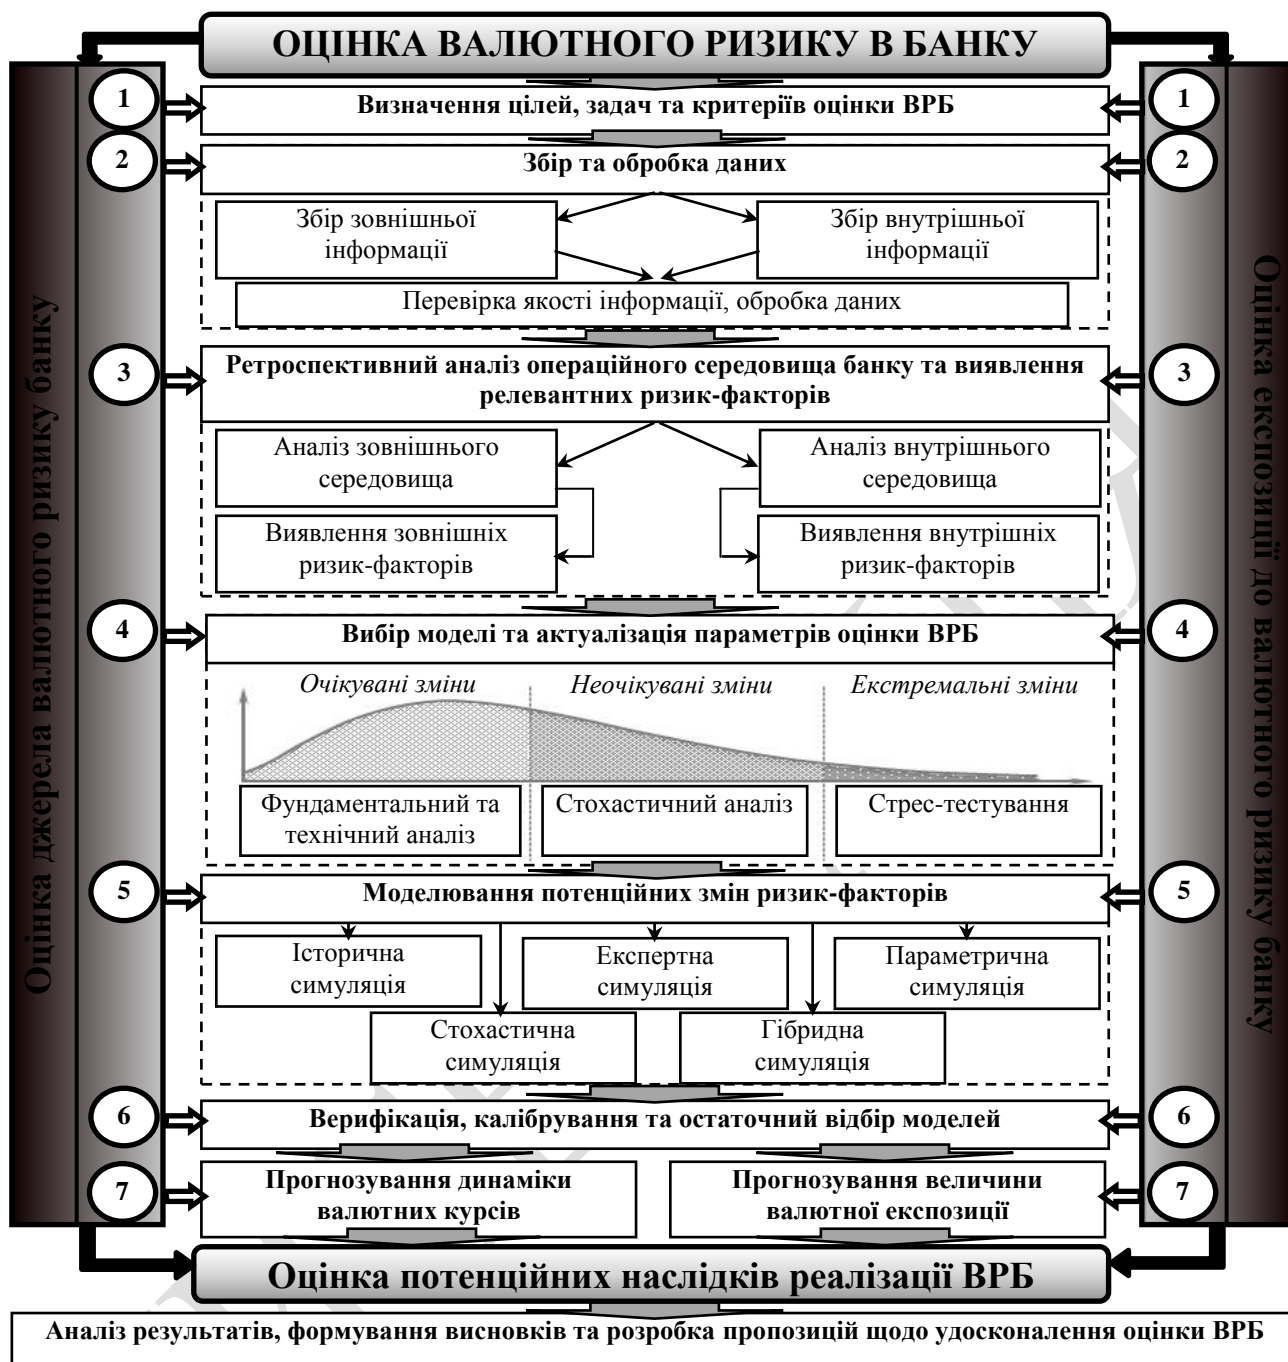 ОЦІНКА ВАЛЮТНОГО РИЗИКУ В БАНКУ
Оцінка джерела валютного ризику банку
Оцінка експозиції до валютного ризику банку
1
Визначення цілей, задач та критеріїв оцінки ВРБ
1
2
Збір та обробка даних
2
Збір зовнішньої
інформації
Збір внутрішньої
інформації
Перевірка якості інформації, обробка даних
3
Ретроспективний аналіз операційного середовища банку та виявлення
релевантних ризик-факторів
3
Аналіз зовнішнього
середовища
Аналіз внутрішнього
середовища
Виявлення зовнішніх
ризик-факторів
Виявлення внутрішніх
ризик-факторів
4
Вибір моделі та актуалізація параметрів оцінки ВРБ
4
Очікувані зміни
Неочікувані зміни
Екстремальні зміни
Фундаментальний та
технічний аналіз
Стохастичний аналіз
Стрес-тестування
5
Моделювання потенційних змін ризик-факторів
5
Історична
симуляція
Експертна
симуляція
Параметрична
симуляція
Стохастична
симуляція
Гібридна
симуляція
6
Верифікація, калібрування та остаточний відбір моделей
6
7
Прогнозування динаміки
валютних курсів
Прогнозування величини
валютної експозиції
7
Оцінка потенційних наслідків реалізації ВРБ
Аналіз результатів, формування висновків та розробка пропозицій щодо удосконалення оцінки ВРБ